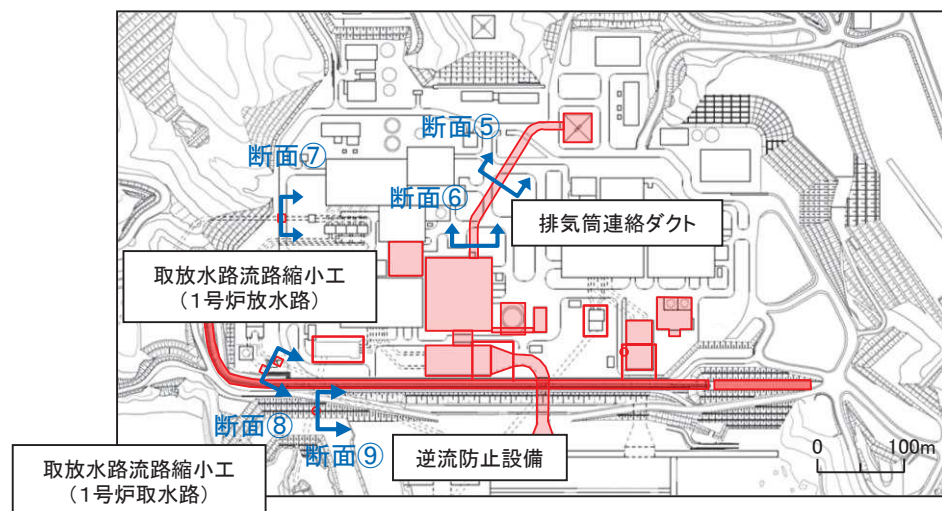 断面⑤
断面⑦
断面⑥
排気筒連絡ダクト
取放水路流路縮小工
（１号炉放水路）
断面⑧
断面⑨
逆流防止設備
0 100m
取放水路流路縮小工
（１号炉取水路）